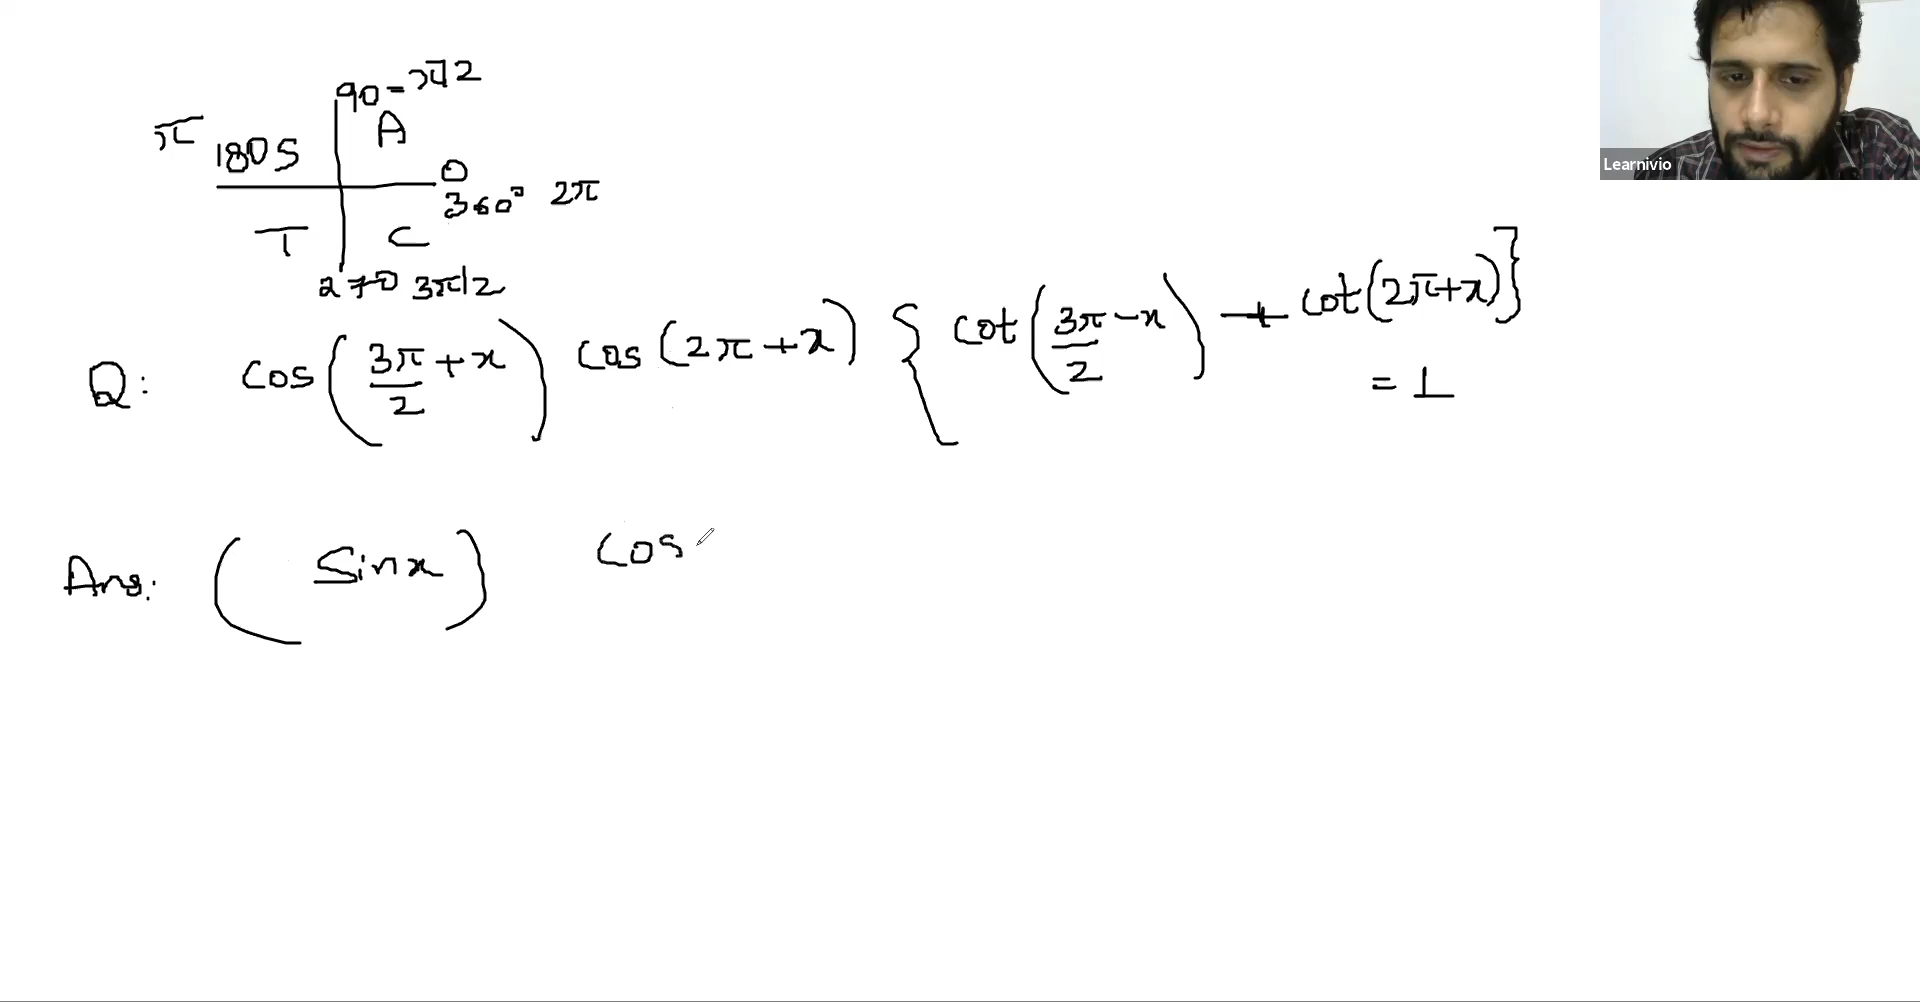 90 = π/2
π 180 S A
0
360° 2π
T C
270 3π/2
Q: cos(3π/2 + x) cos(2π + x) { cot(3π/2 - x) + cot(2π + x)}
= 1
Ans: ( Sinx ) Cos
Learnivio